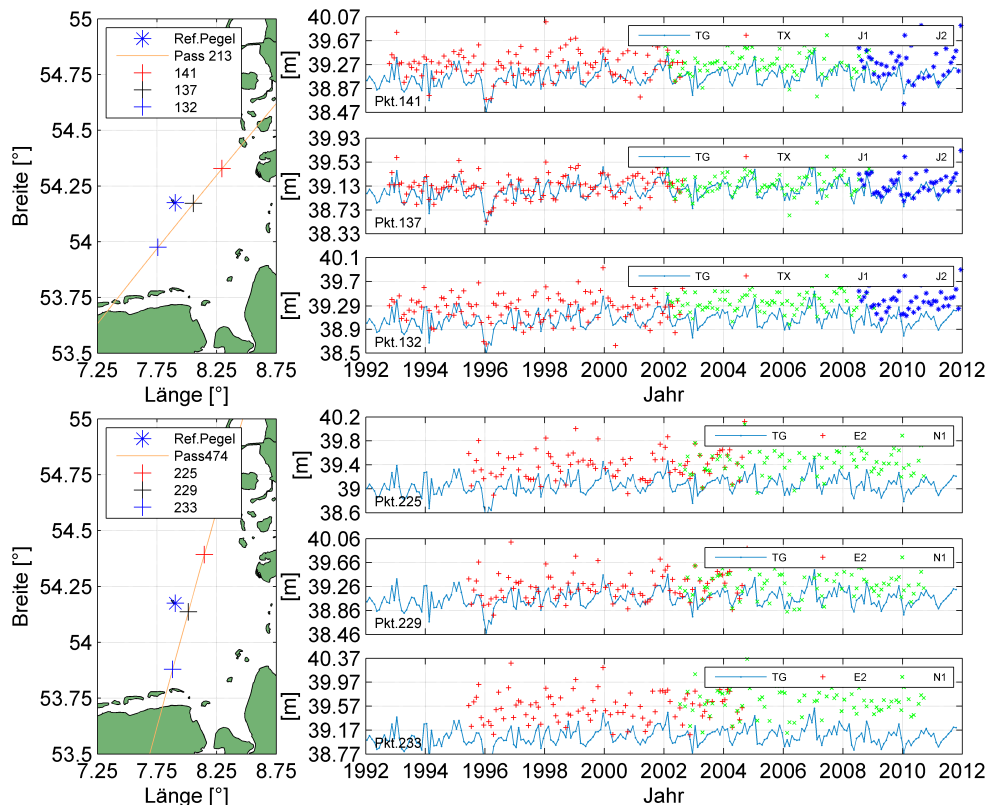 55
54.75
54.5
54.25
54
53.75
53.5
7.25 7.75 8.25 8.75
Breite [°]
Länge [°]
Ref.Pegel
Pass 213
141
137
132
40.07
39.67
39.27
38.87
38.47
[m]
Pkt.141
TG TX J1 J2
39.93
39.53
39.13
38.73
38.33
[m]
Pkt.137
TG TX J1 J2
40.1
39.7
39.29
38.9
38.5
[m]
Pkt.132
TG TX J1 J2
1992 1994 1996 1998 2000 2002 2004 2006 2008 2010 2012
Jahr
55
54.75
54.5
54.25
54
53.75
53.5
7.25 7.75 8.25 8.75
Breite [°]
Länge [°]
Ref.Pegel
Pass474
225
229
233
40.2
39.8
39.4
39
38.6
[m]
Pkt.225
TG E2 N1
40.06
39.66
39.26
38.86
38.46
[m]
Pkt.229
TG E2 N1
40.37
39.97
39.57
39.17
38.77
[m]
Pkt.233
TG E2 N1
1992 1994 1996 1998 2000 2002 2004 2006 2008 2010 2012
Jahr